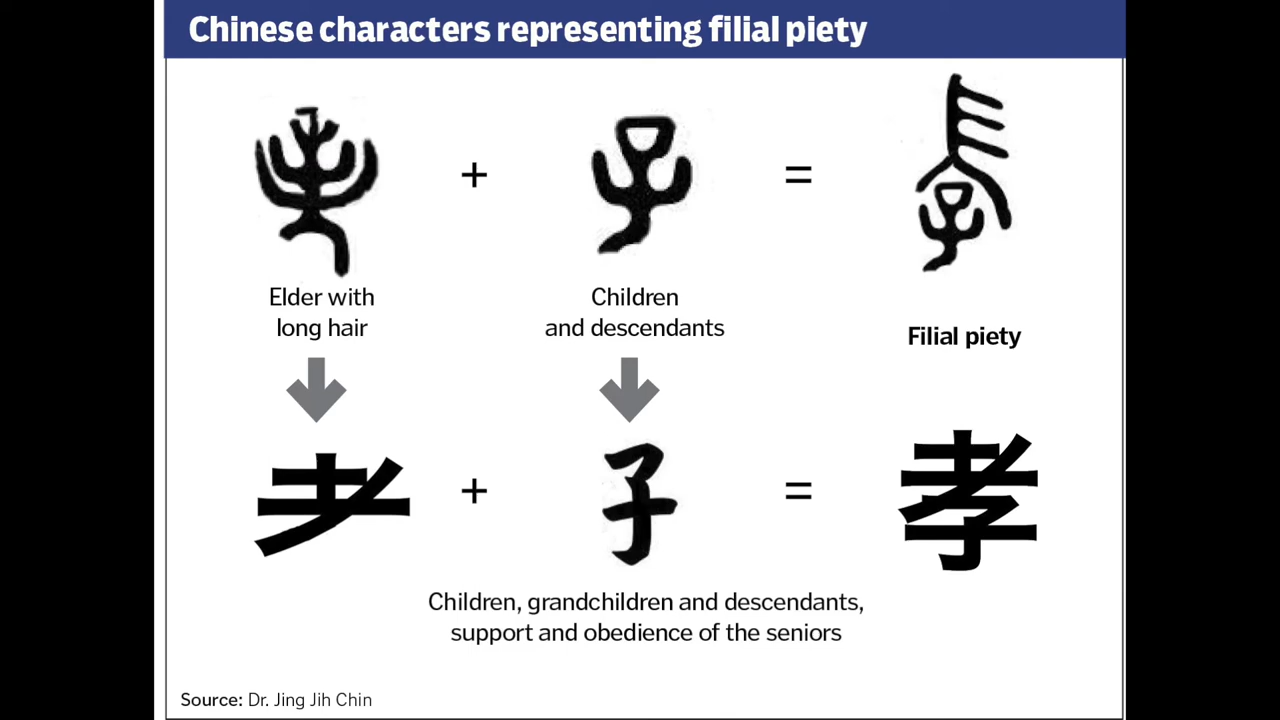 Chinese characters representing filial piety
+
=
Elder with
long hair
Children
and descendants
Filial piety
耂 + 子 = 孝
Children, grandchildren and descendants,
support and obedience of the seniors
Source: Dr. Jing Jih Chin